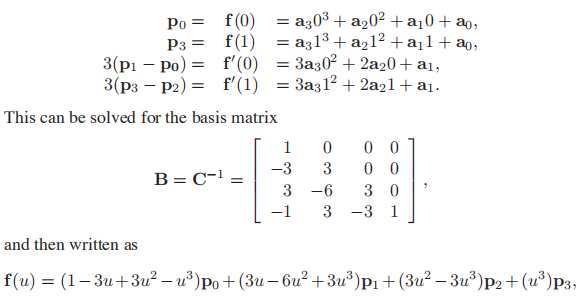 p₀ = f(0) = a₃0³ + a₂0² + a₁0 + a₀,
p₃ = f(1) = a₃1³ + a₂1² + a₁1 + a₀,
3(p₁ − p₀) = f′(0) = 3a₃0² + 2a₂0 + a₁,
3(p₃ − p₂) = f′(1) = 3a₃1² + 2a₂1 + a₁.
This can be solved for the basis matrix
1 0 0 0
−3 3 0 0
B = C⁻¹ = ,
3 −6 3 0
−1 3 −3 1
and then written as
f(u) = (1−3u+3u²−u³)p₀+(3u−6u²+3u³)p₁+(3u²−3u³)p₂+(u³)p₃,